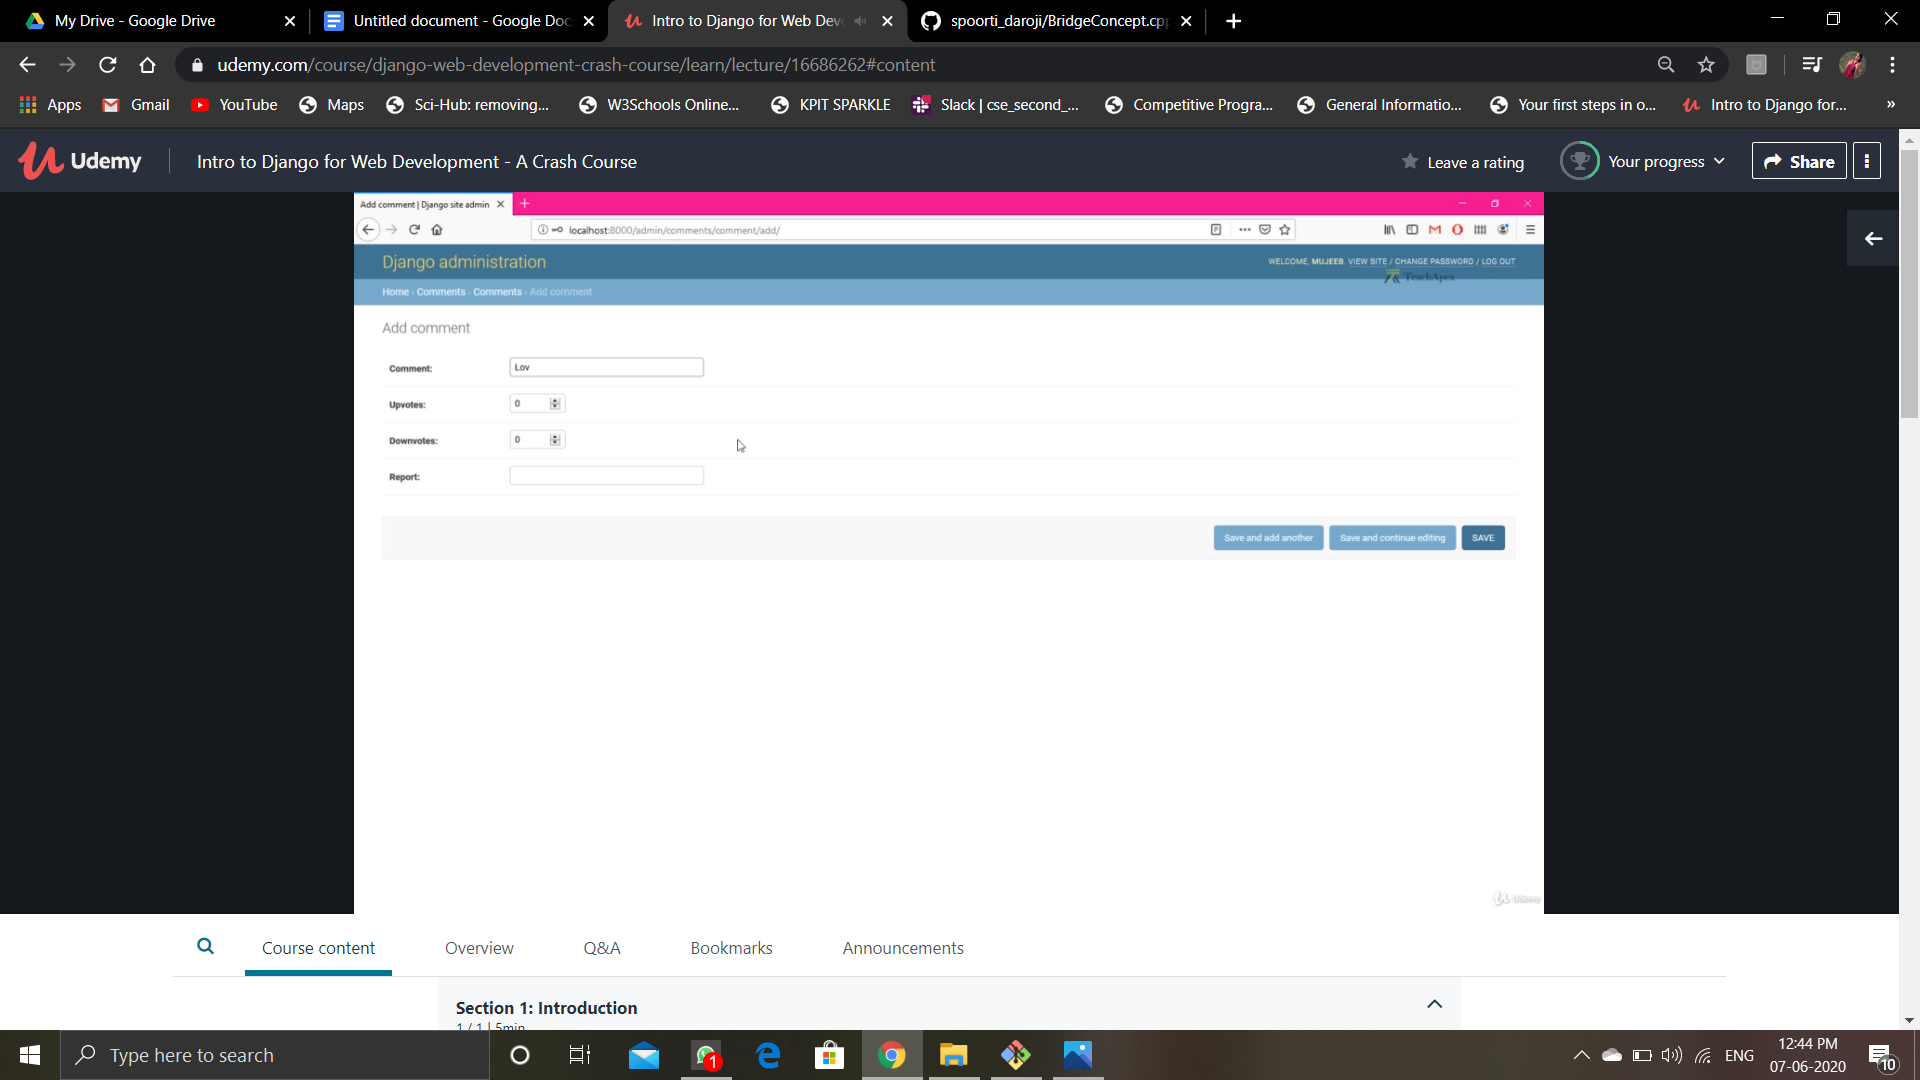 My Drive - Google Drive
Untitled document - Google Doc
Intro to Django for Web Dev
spoorti_daroji/BridgeConcept.cp
udemy.com/course/django-web-development-crash-course/learn/lecture/16686262#content
Apps Gmail YouTube Maps Sci-Hub: removing... W3Schools Online... KPIT SPARKLE Slack | cse_second_... Competitive Progra... General Informatio... Your first steps in o... Intro to Django for... »
Udemy Intro to Django for Web Development - A Crash Course Leave a rating Your progress Share
Add comment | Django site admin
localhost:8000/admin/comments/comment/add/
Django administration
WELCOME, MUJEEB. VIEW SITE / CHANGE PASSWORD / LOG OUT
TeachApex
Home › Comments › Comments › Add comment
Add comment
Comment: Lov
Upvotes: 0
Downvotes: 0
Report:
Save and add another Save and continue editing SAVE
Udemy
Course content Overview Q&A Bookmarks Announcements
Section 1: Introduction
1 / 1 | 5min
Type here to search
1
ENG
12:44 PM
07-06-2020
10